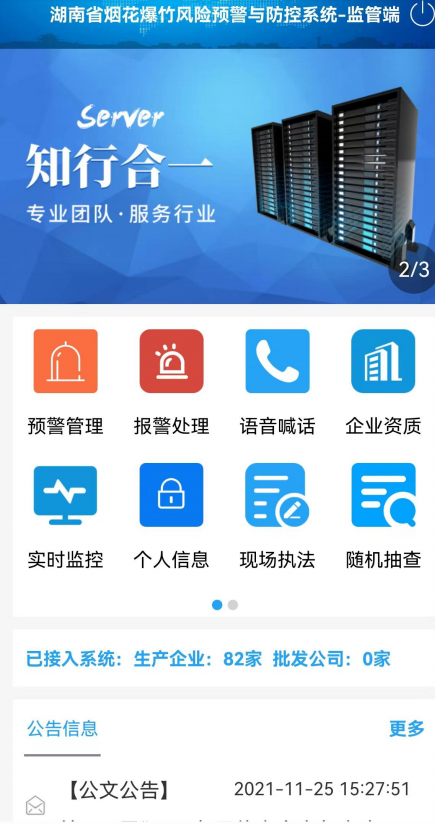 湖南省烟花爆竹风险预警与防控系统-监管端
Server
知行合一
专业团队·服务行业
2/3
预警管理 报警处理 语音喊话 企业资质
实时监控 个人信息 现场执法 随机抽查
已接入系统：生产企业：82家 批发公司：0家
公告信息 更多
【公文公告】 2021-11-25 15:27:51